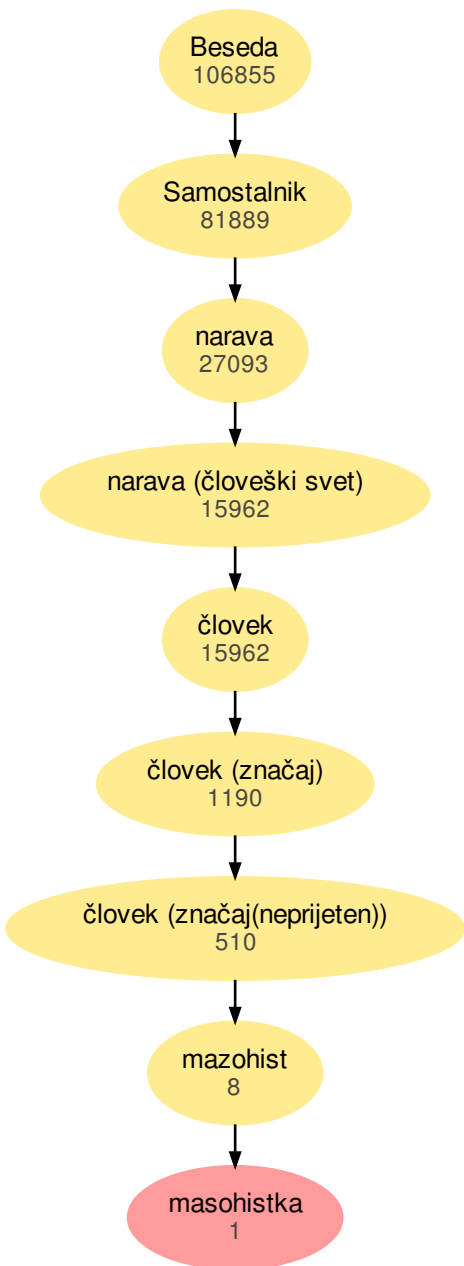 Beseda
106855
Samostalnik
81889
narava
27093
narava (človeški svet)
15962
človek
15962
človek (značaj)
1190
človek (značaj(neprijeten))
510
mazohist
8
masohistka
1